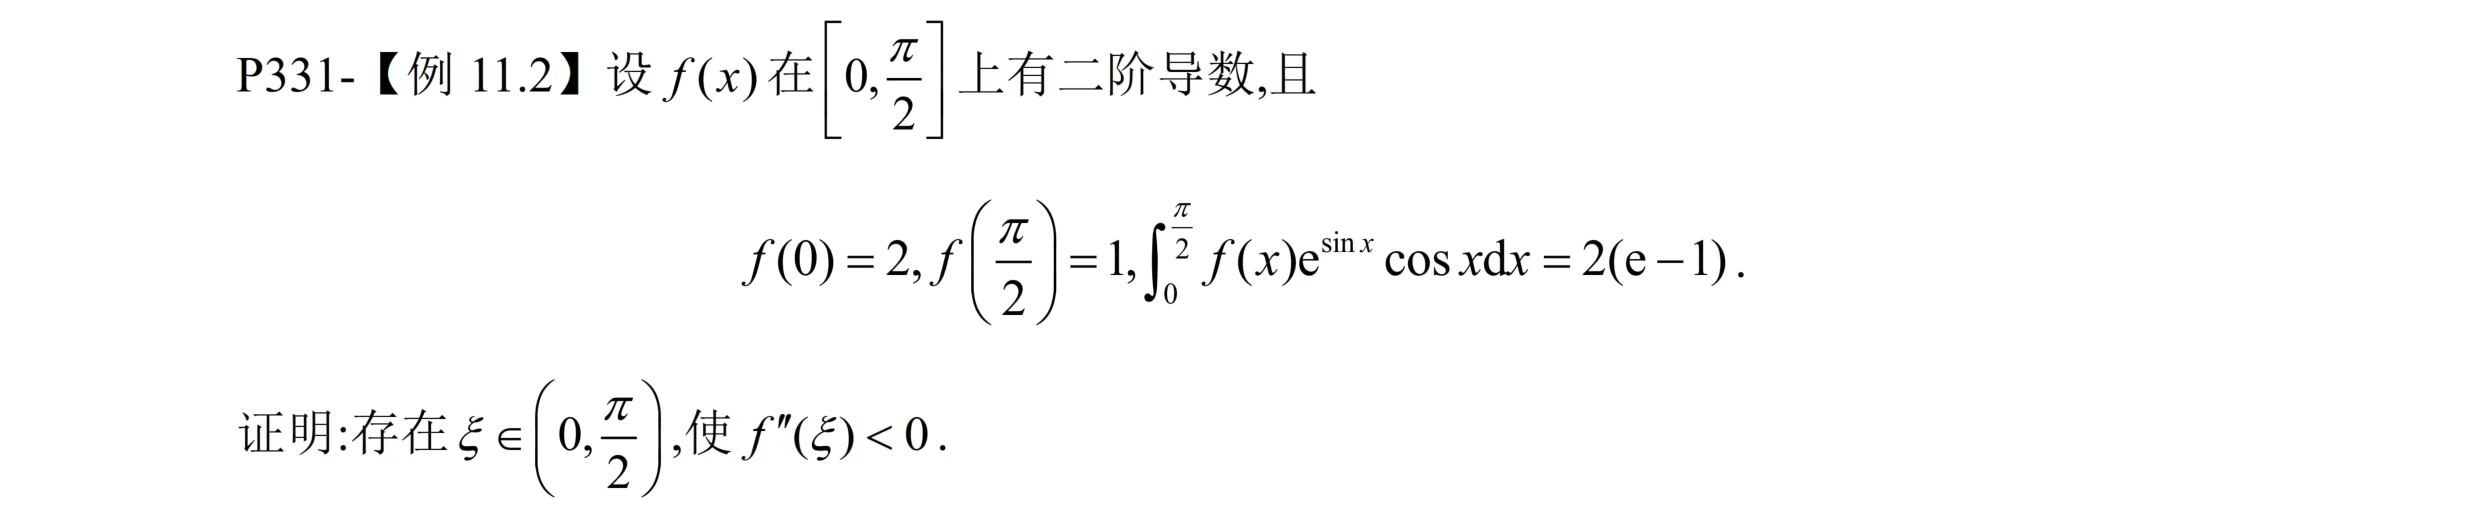 P331-【例 11.2】设 f(x) 在 [0, π/2] 上有二阶导数,且
f(0) = 2, f(π/2) = 1, ∫₀^{π/2} f(x)e^{sin x} cos xdx = 2(e − 1).
证明:存在 ξ ∈ (0, π/2),使 f″(ξ) < 0.